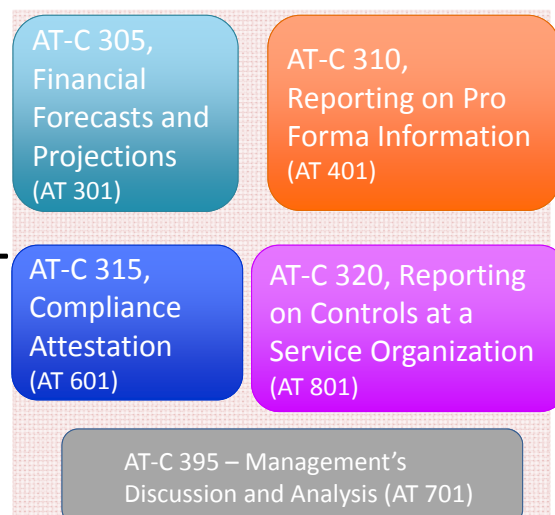 AT-C 305,
Financial
Forecasts and
Projections
(AT 301)
AT-C 310,
Reporting on Pro
Forma Information
(AT 401)
AT-C 315,
Compliance
Attestation
(AT 601)
AT-C 320, Reporting
on Controls at a
Service Organization
(AT 801)
AT-C 395 – Management’s
Discussion and Analysis (AT 701)